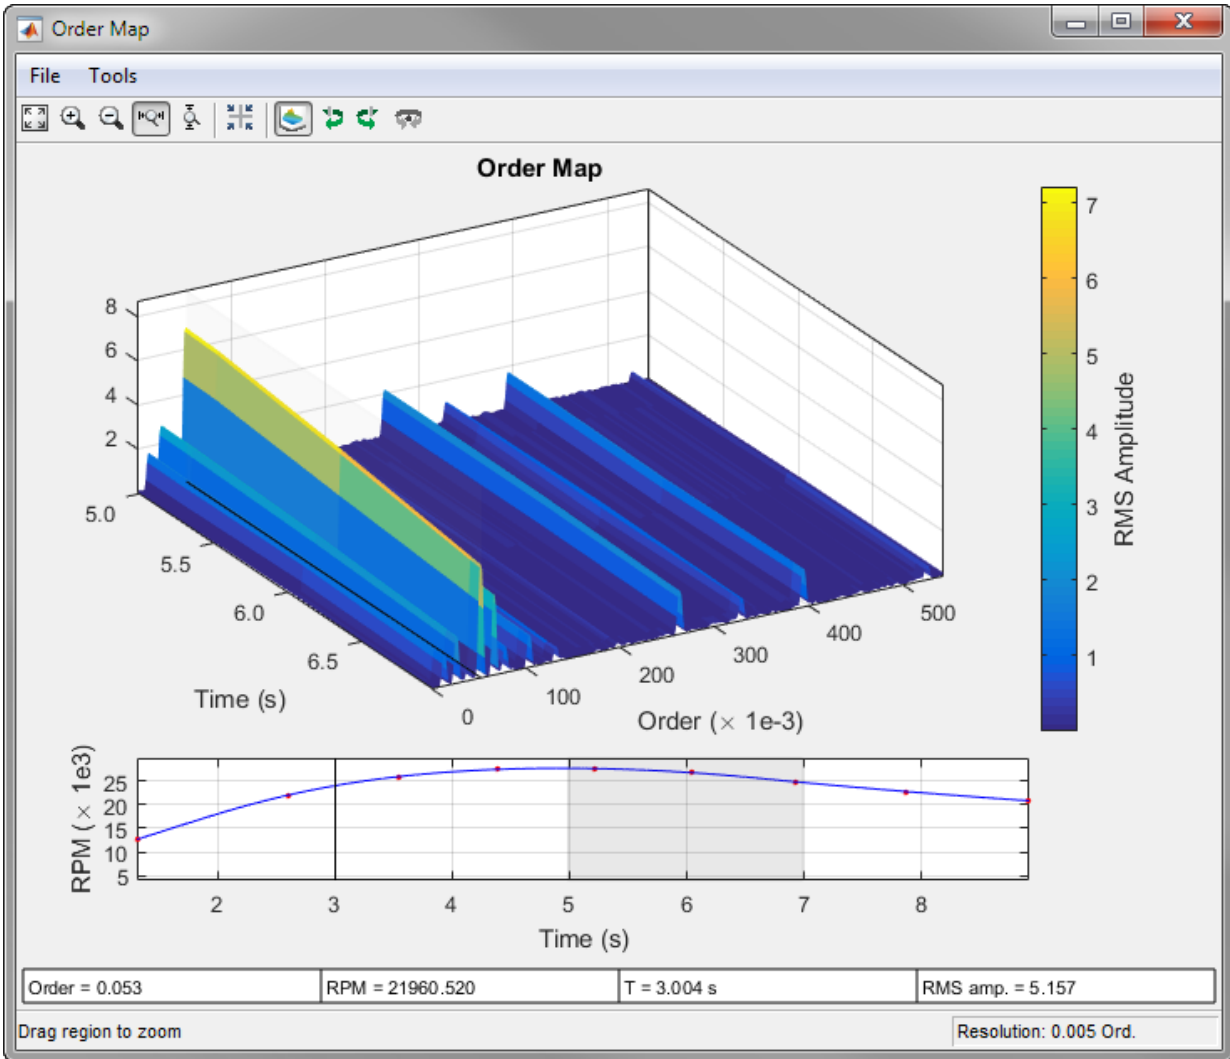 Order Map
File Tools
Order Map
8
6
4
2
5.0
5.5
6.0
6.5
Time (s)
0
100
200
300
400
500
Order (× 1e-3)
7
6
5
4
3
2
1
RMS Amplitude
RPM (× 1e3)
25
20
15
10
5
2 3 4 5 6 7 8
Time (s)
Order = 0.053 RPM = 21960.520 T = 3.004 s RMS amp. = 5.157
Drag region to zoom Resolution: 0.005 Ord.